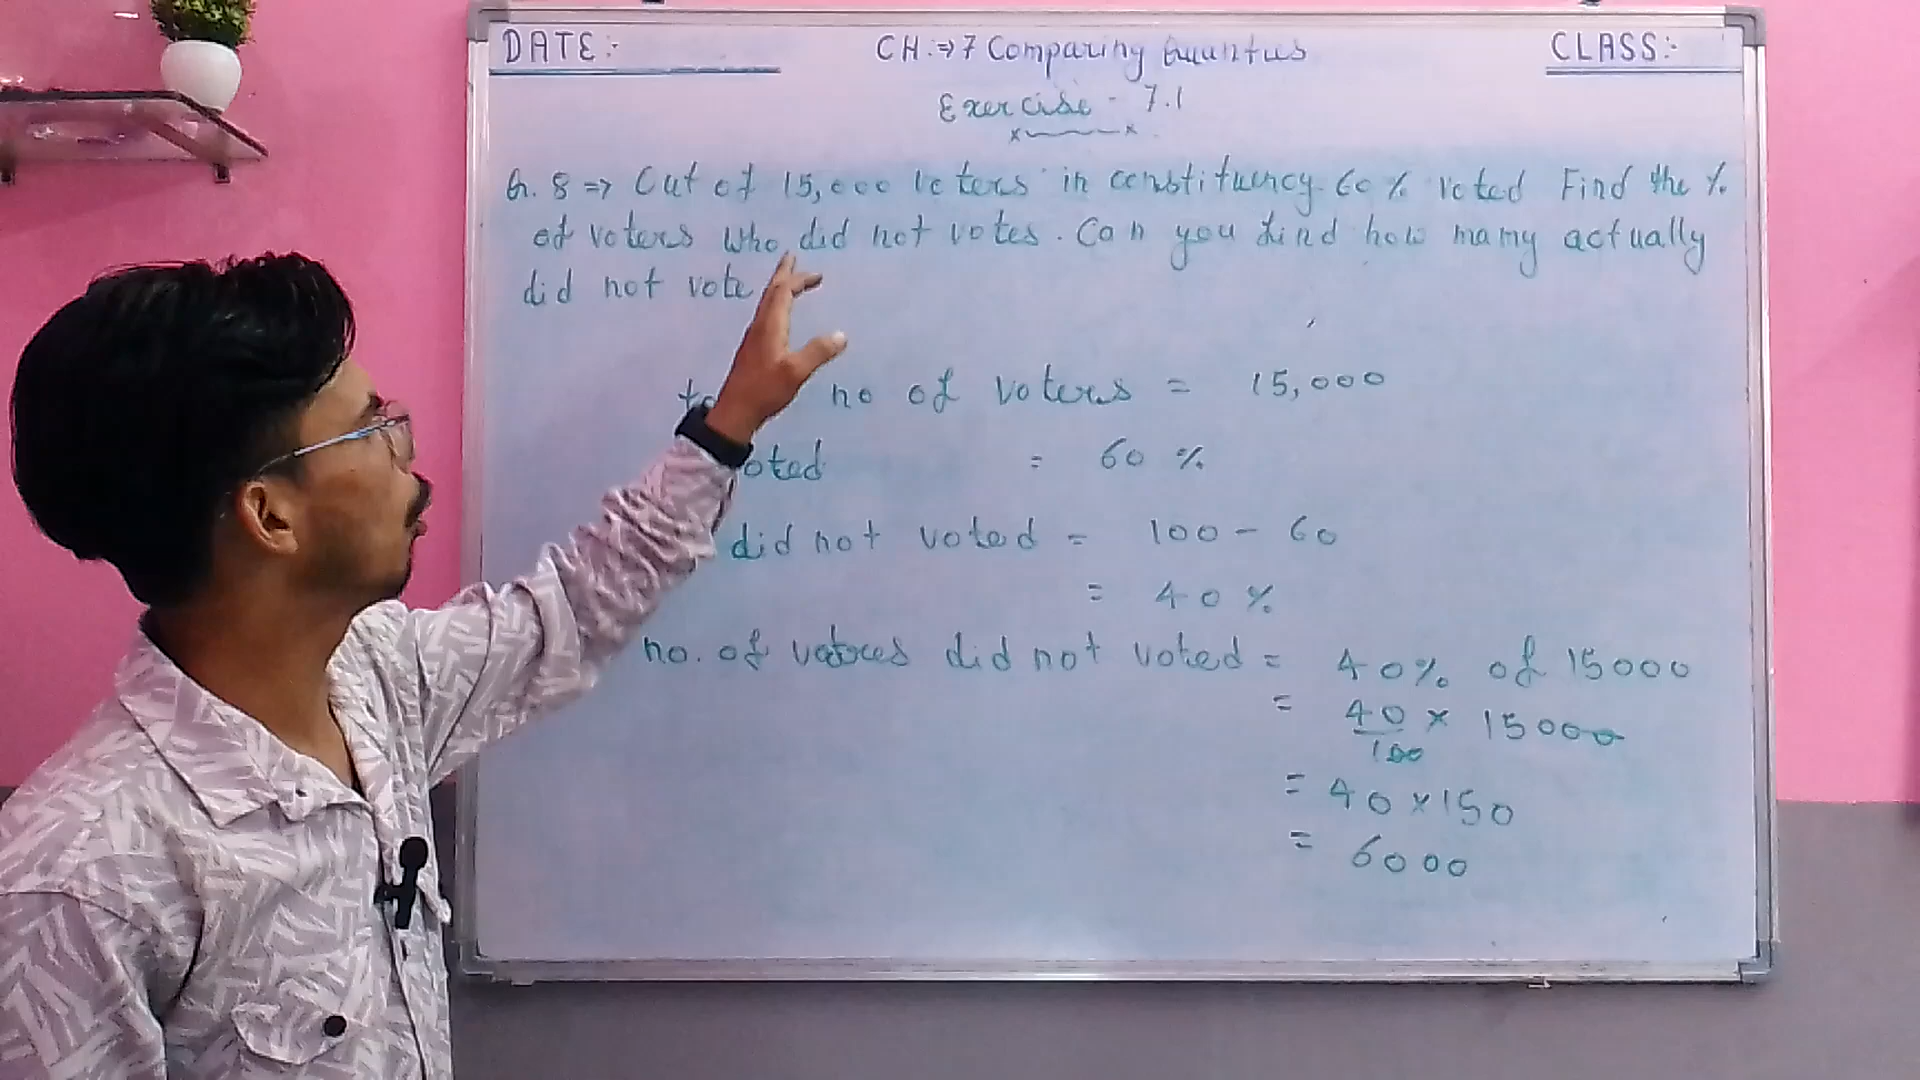 DATE:-
CH.⇒7 Comparing Quantities
CLASS:-
Exercise - 7.1
Q. 8 ⇒ Out of 15,000 voters in constituency 60 % voted Find the %
of voters who did not votes. Can you find how many actually
did not vote
no of voters = 15,000
oted = 60 %
did not voted = 100 - 60
= 40 %
no. of did not voted = 40% of 15000
= 40/100 × 15000
= 40 × 150
= 6000